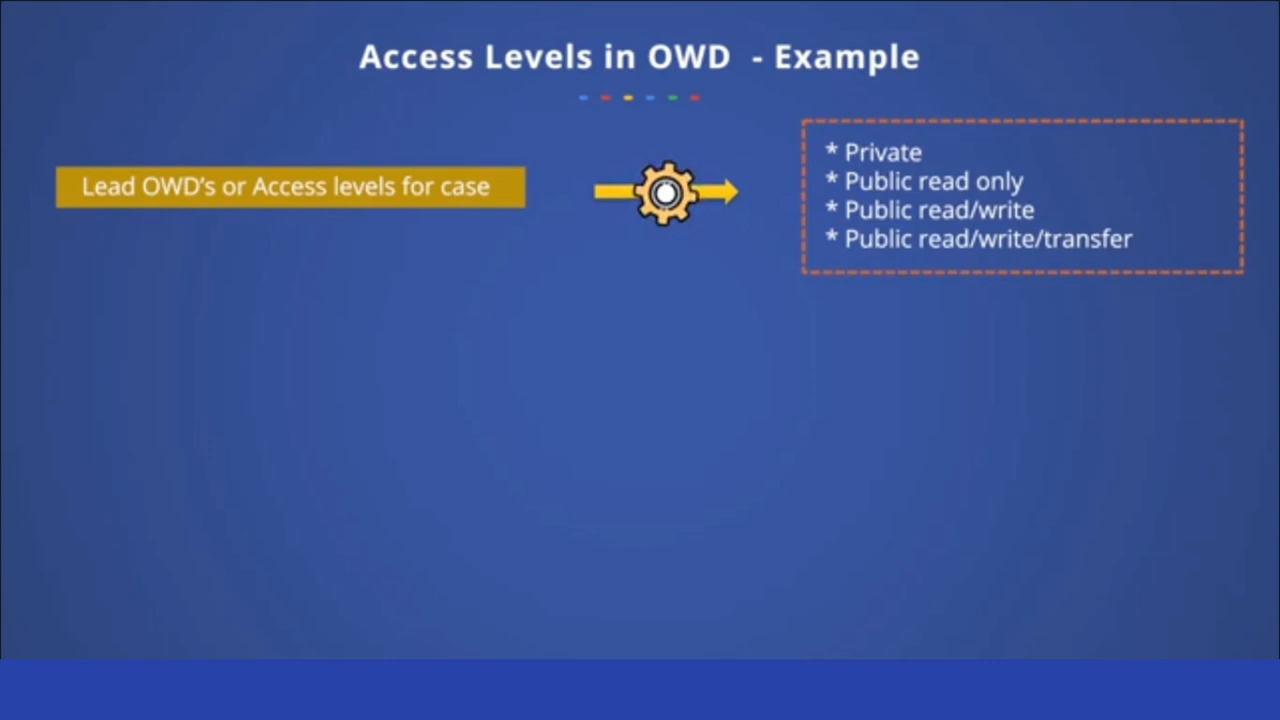 Access Levels in OWD - Example
Lead OWD's or Access levels for case
* Private
* Public read only
* Public read/write
* Public read/write/transfer